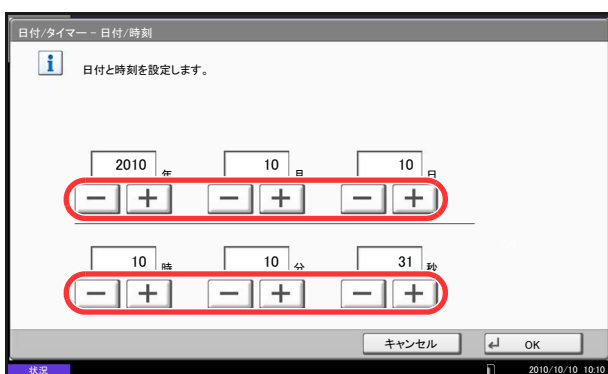 日付/タイマー - 日付/時刻
日付と時刻を設定します。
2010 年 10 月 10 日
10 時 10 分 31 秒
キャンセル OK
状況 2010/10/10 10:10